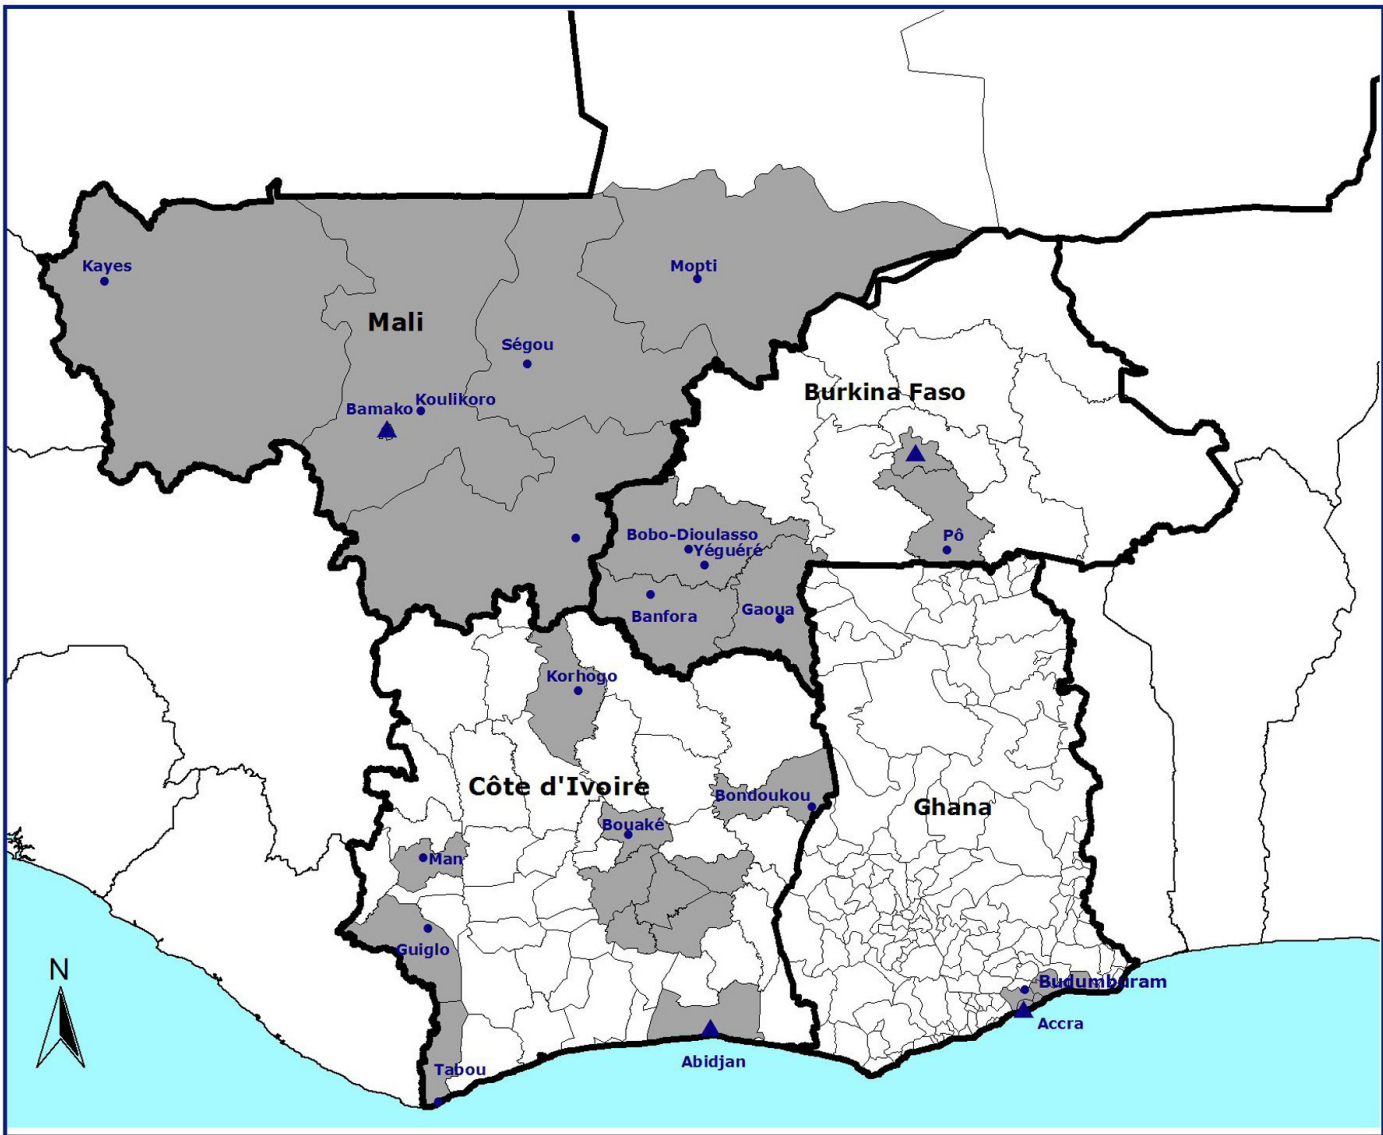 Kayes
Mopti
Mali
Ségou
Burkina Faso
Koulikoro
Bamako
Bobo-Dioulasso
Pô
Yéguéré
Gaoua
Banfora
Korhogo
Côte d'Ivoire
Bondoukou
Ghana
Bouaké
Man
Guiglo
N
Budumburam
Accra
Abidjan
Tabou